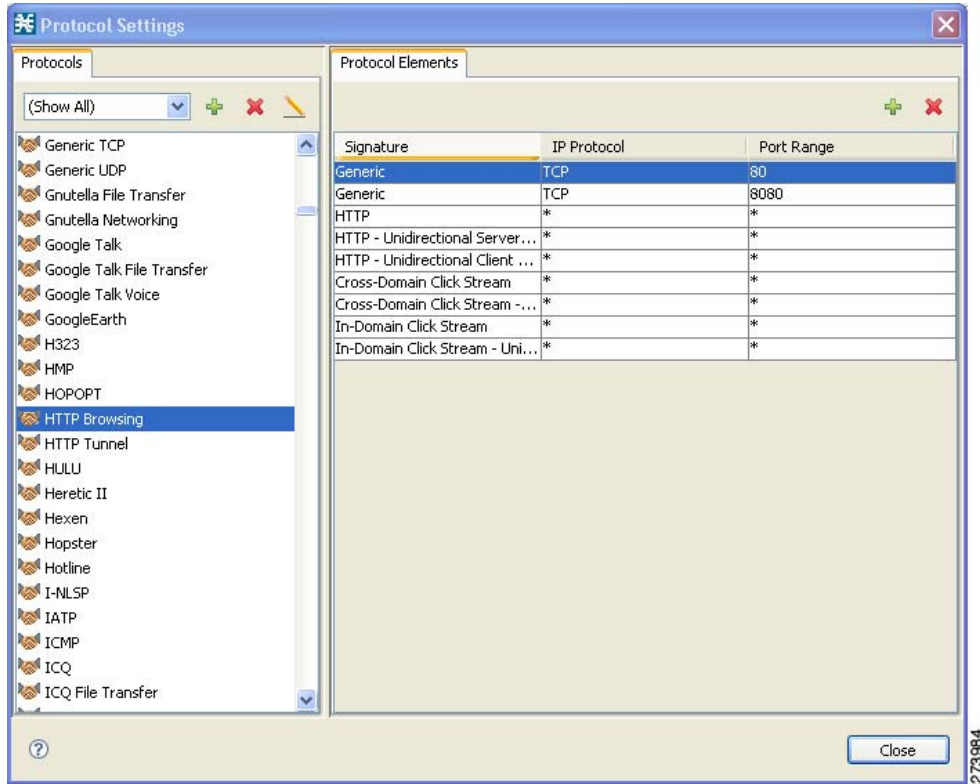 Protocol Settings
Protocols
(Show All)
Generic TCP
Generic UDP
Gnutella File Transfer
Gnutella Networking
Google Talk
Google Talk File Transfer
Google Talk Voice
GoogleEarth
H323
HMP
HOPOPT
HTTP Browsing
HTTP Tunnel
HULU
Heretic II
Hexen
Hopster
Hotline
I-NLSP
IATP
ICMP
ICQ
ICQ File Transfer
Protocol Elements
Signature IP Protocol Port Range
Generic TCP 80
Generic TCP 8080
HTTP * *
HTTP - Unidirectional Server... * *
HTTP - Unidirectional Client ... * *
Cross-Domain Click Stream * *
Cross-Domain Click Stream -... * *
In-Domain Click Stream * *
In-Domain Click Stream - Uni... * *
?
Close
273984